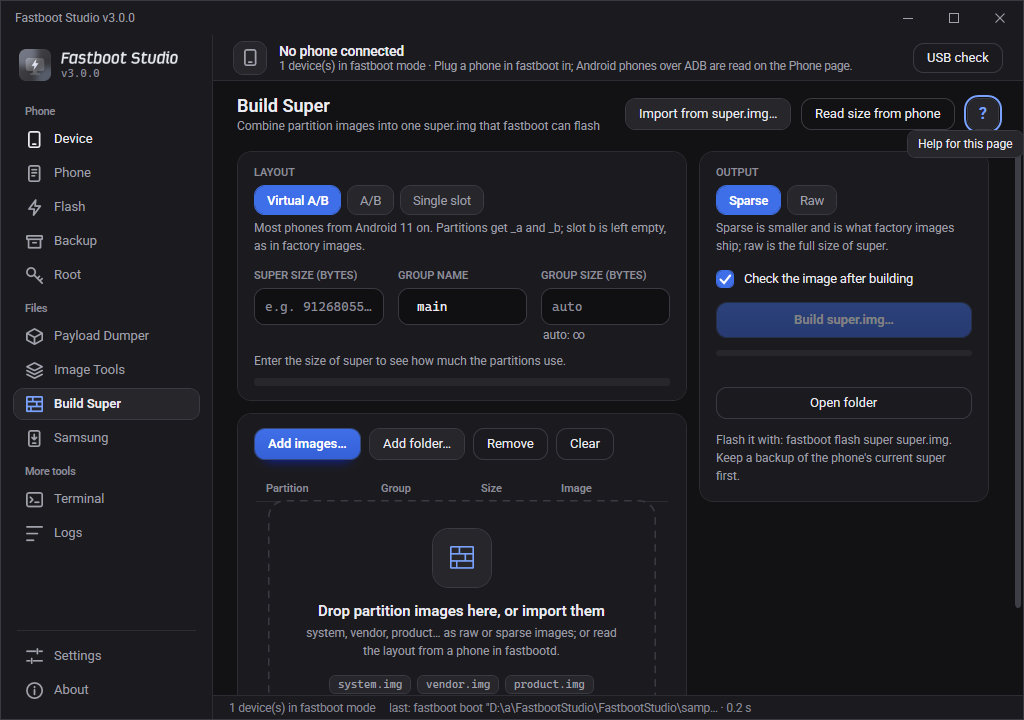 Fastboot Studio v3.0.0
Fastboot Studio
v3.0.0
Phone
Device
Phone
Flash
Backup
Root
Files
Payload Dumper
Image Tools
Build Super
Samsung
More tools
Terminal
Logs
Settings
About
No phone connected
1 device(s) in fastboot mode · Plug a phone in fastboot in; Android phones over ADB are read on the Phone page.
USB check
Build Super
Combine partition images into one super.img that fastboot can flash
Import from super.img…
Read size from phone
?
Help for this page
LAYOUT
Virtual A/B
A/B
Single slot
Most phones from Android 11 on. Partitions get _a and _b; slot b is left empty,
as in factory images.
SUPER SIZE (BYTES)
GROUP NAME
GROUP SIZE (BYTES)
e.g. 91268055…
main
auto
auto: ∞
Enter the size of super to see how much the partitions use.
Add images…
Add folder…
Remove
Clear
Partition
Group
Size
Image
Drop partition images here, or import them
system, vendor, product… as raw or sparse images; or read
the layout from a phone in fastbootd.
system.img
vendor.img
product.img
OUTPUT
Sparse
Raw
Sparse is smaller and is what factory images
ship; raw is the full size of super.
Check the image after building
Build super.img…
Open folder
Flash it with: fastboot flash super super.img.
Keep a backup of the phone's current super
first.
1 device(s) in fastboot mode
last: fastboot boot "D:\a\FastbootStudio\FastbootStudio\samp… · 0.2 s